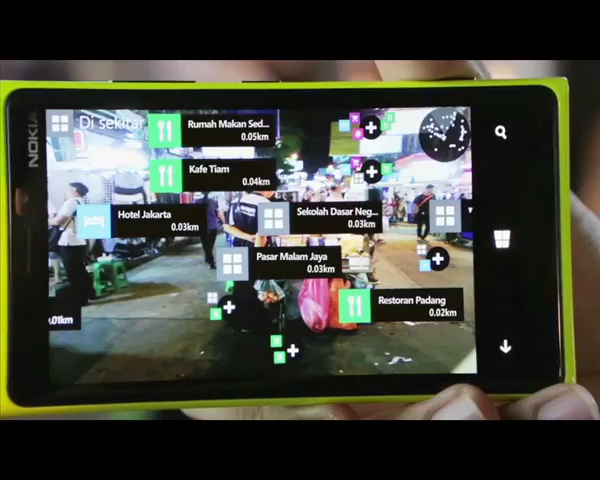 NOKIA
Di sekitar
Rumah Makan Sed...
0.05km
Kafe Tiam
0.04km
Hotel Jakarta
0.03km
Sekolah Dasar Neg...
0.03km
Pasar Malam Jaya
0.03km
Restoran Padang
0.02km
.01km